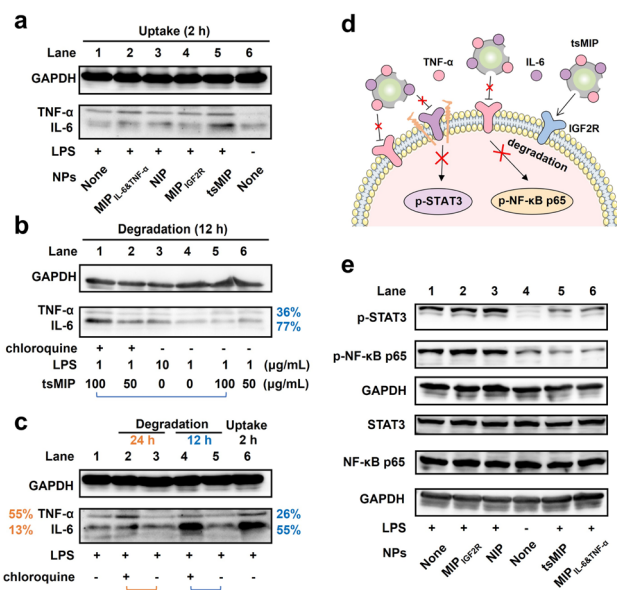 a
Uptake (2 h)
Lane 1 2 3 4 5 6
GAPDH
TNF-α
IL-6
LPS + + + + + -
NPs None MIP IL-6&TNF-α NIP MIP IGF2R tsMIP None
b
Degradation (12 h)
Lane 1 2 3 4 5 6
GAPDH
TNF-α 36%
IL-6 77%
chloroquine + + - - - -
LPS 1 1 10 1 1 1 (μg/mL)
tsMIP 100 50 0 0 100 50 (μg/mL)
c
Degradation Uptake
24 h 12 h 2 h
Lane 1 2 3 4 5 6
GAPDH
55% TNF-α 26%
13% IL-6 55%
LPS + + + + + +
chloroquine - + - + - -
d
TNF-α IL-6 tsMIP
IGF2R
degradation
p-STAT3 p-NF-κB p65
e
Lane 1 2 3 4 5 6
p-STAT3
p-NF-κB p65
GAPDH
STAT3
NF-κB p65
GAPDH
LPS + + + - + +
NPs None MIP IGF2R NIP None tsMIP MIP IL-6&TNF-α